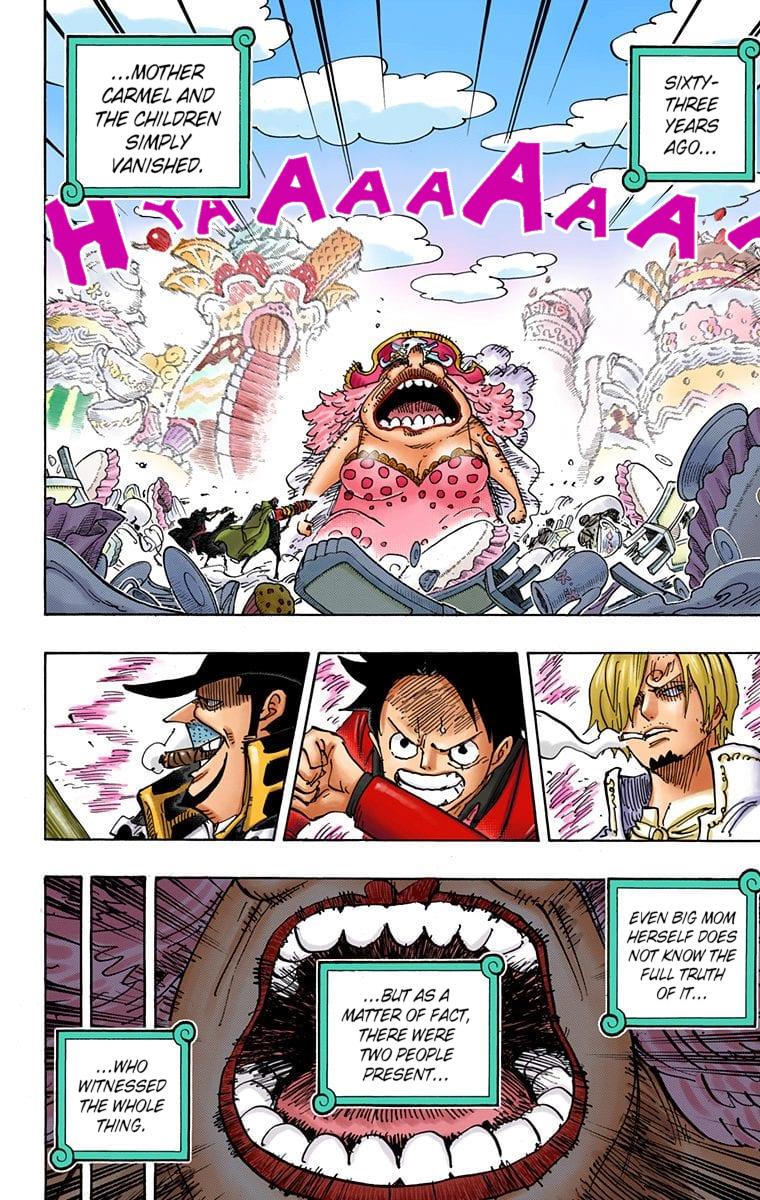 SIXTY-
THREE
YEARS
AGO...
...MOTHER
CARMEL AND
THE CHILDREN
SIMPLY
VANISHED.
HYAAAAAAAA
EVEN BIG MOM
HERSELF DOES
NOT KNOW THE
FULL TRUTH
OF IT...
...BUT AS A
MATTER OF FACT,
THERE WERE
TWO PEOPLE
PRESENT...
...WHO
WITNESSED
THE WHOLE
THING.